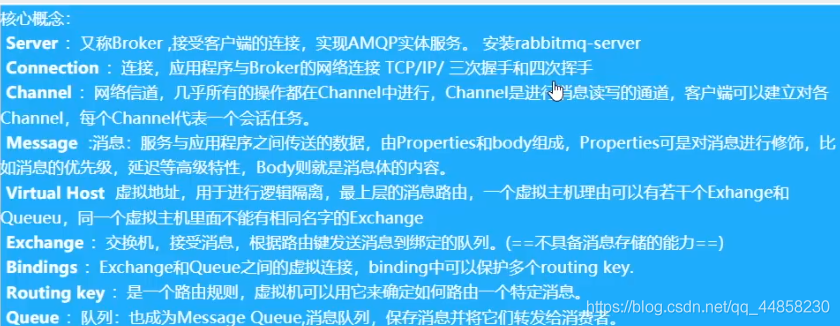 核心概念：
Server ：又称Broker ,接受客户端的连接，实现AMQP实体服务。 安装rabbitmq-server
Connection ：连接，应用程序与Broker的网络连接 TCP/IP/ 三次握手和四次挥手
Channel ：网络信道，几乎所有的操作都在Channel中进行，Channel是进行消息读写的通道，客户端可以建立对各
Channel，每个Channel代表一个会话任务。
Message :消息：服务与应用程序之间传送的数据，由Properties和body组成，Properties可是对消息进行修饰，比
如消息的优先级，延迟等高级特性，Body则就是消息体的内容。
Virtual Host 虚拟地址，用于进行逻辑隔离，最上层的消息路由，一个虚拟主机理由可以有若干个Exhange和
Queueu，同一个虚拟主机里面不能有相同名字的Exchange
Exchange ：交换机，接受消息，根据路由键发送消息到绑定的队列。(==不具备消息存储的能力==)
Bindings ：Exchange和Queue之间的虚拟连接，binding中可以保护多个routing key.
Routing key ：是一个路由规则，虚拟机可以用它来确定如何路由一个特定消息。
Queue ：队列：也成为Message Queue,消息队列，保存消息并将它们转发给消费者。
https://blog.csdn.net/qq_44858230